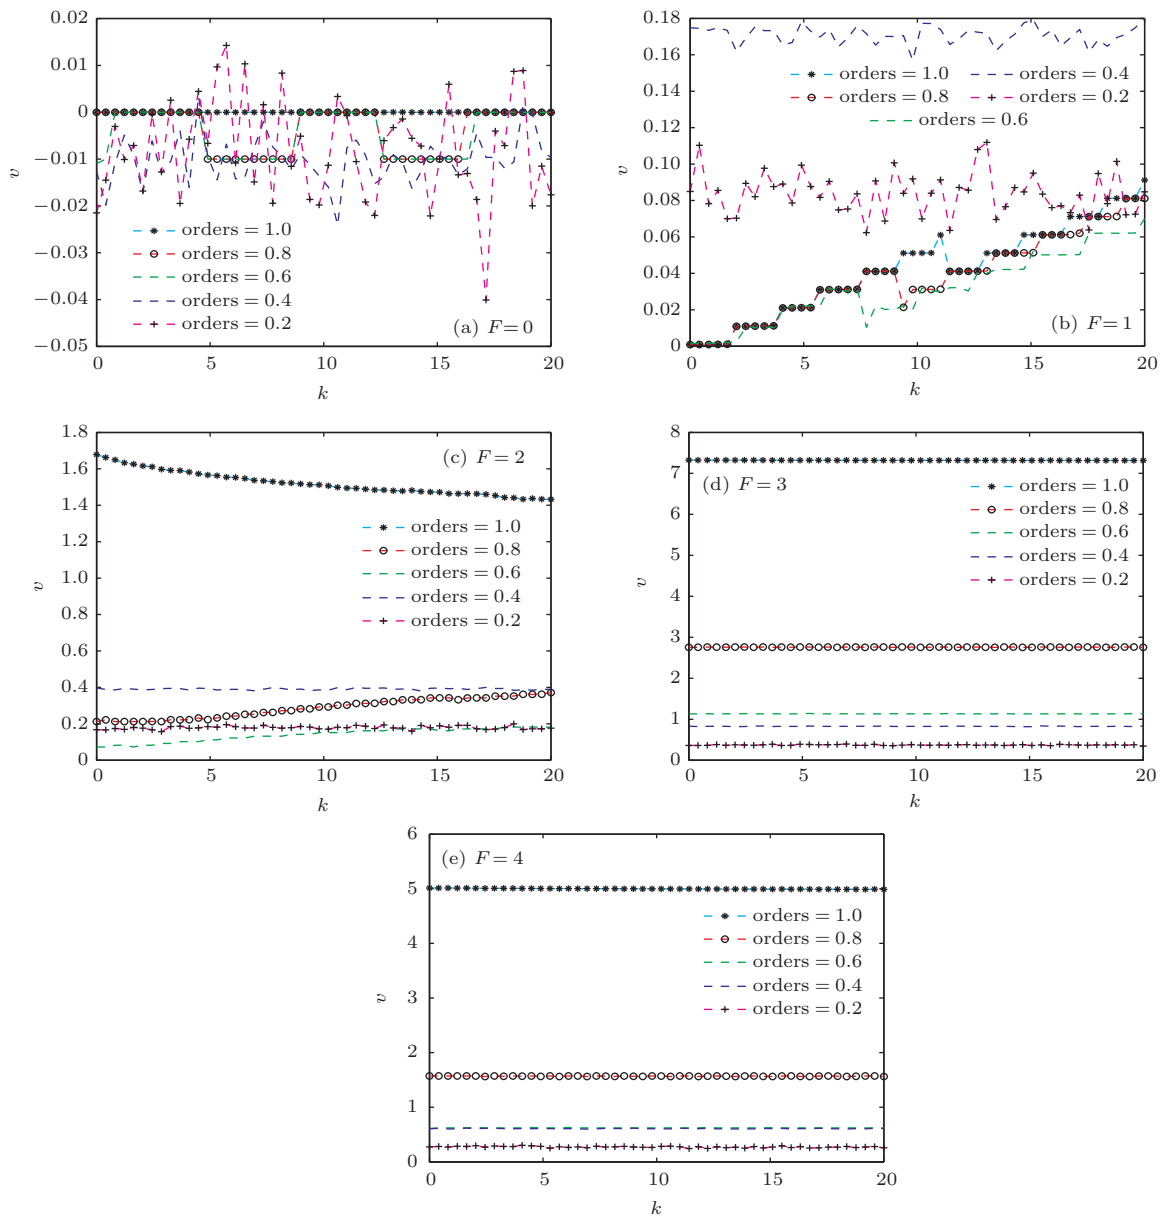 0.02
0.01
0
−0.01
−0.02
−0.03
−0.04
−0.05
v
orders = 1.0
orders = 0.8
orders = 0.6
orders = 0.4
orders = 0.2
(a) F = 0
0 5 10 15 20
k
0.18
0.16
0.14
0.12
0.10
0.08
0.06
0.04
0.02
0
v
orders = 1.0
orders = 0.8
orders = 0.6
orders = 0.4
orders = 0.2
(b) F = 1
0 5 10 15 20
k
1.8
1.6
1.4
1.2
1.0
0.8
0.6
0.4
0.2
0
v
(c) F = 2
orders = 1.0
orders = 0.8
orders = 0.6
orders = 0.4
orders = 0.2
0 5 10 15 20
k
8
7
6
5
4
3
2
1
0
v
(d) F = 3
orders = 1.0
orders = 0.8
orders = 0.6
orders = 0.4
orders = 0.2
0 5 10 15 20
k
6
5
4
3
2
1
0
v
(e) F = 4
orders = 1.0
orders = 0.8
orders = 0.6
orders = 0.4
orders = 0.2
0 5 10 15 20
k